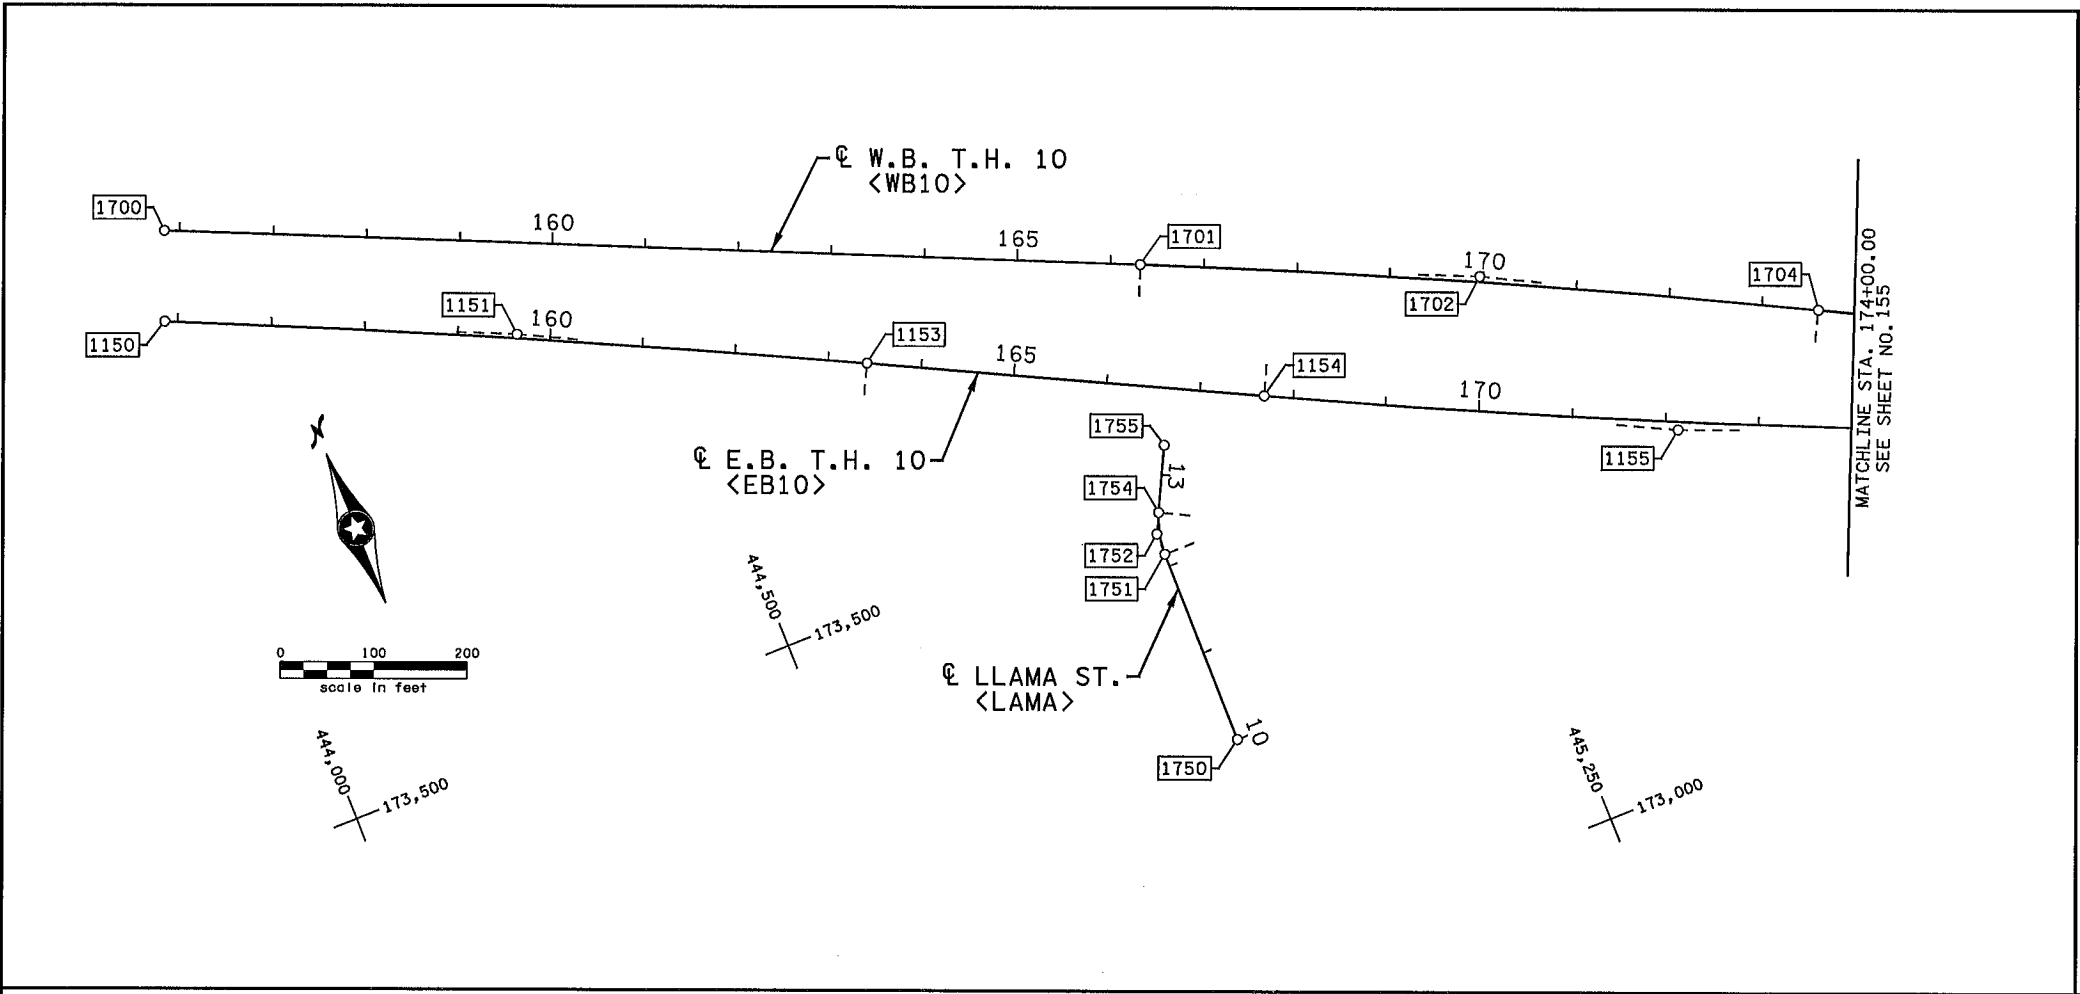 ℄ W.B. T.H. 10
<WB10>
1700
160
165
1701
170
1702
1704
1150
1151
160
1153
165
1154
170
1155
MATCHLINE STA. 174+00.00
SEE SHEET NO. 155
℄ E.B. T.H. 10
<EB10>
1755
13
1754
1752
1751
N
444,500
173,500
0 100 200
scale in feet
℄ LLAMA ST.
<LAMA>
10
1750
444,000
173,500
445,250
173,000